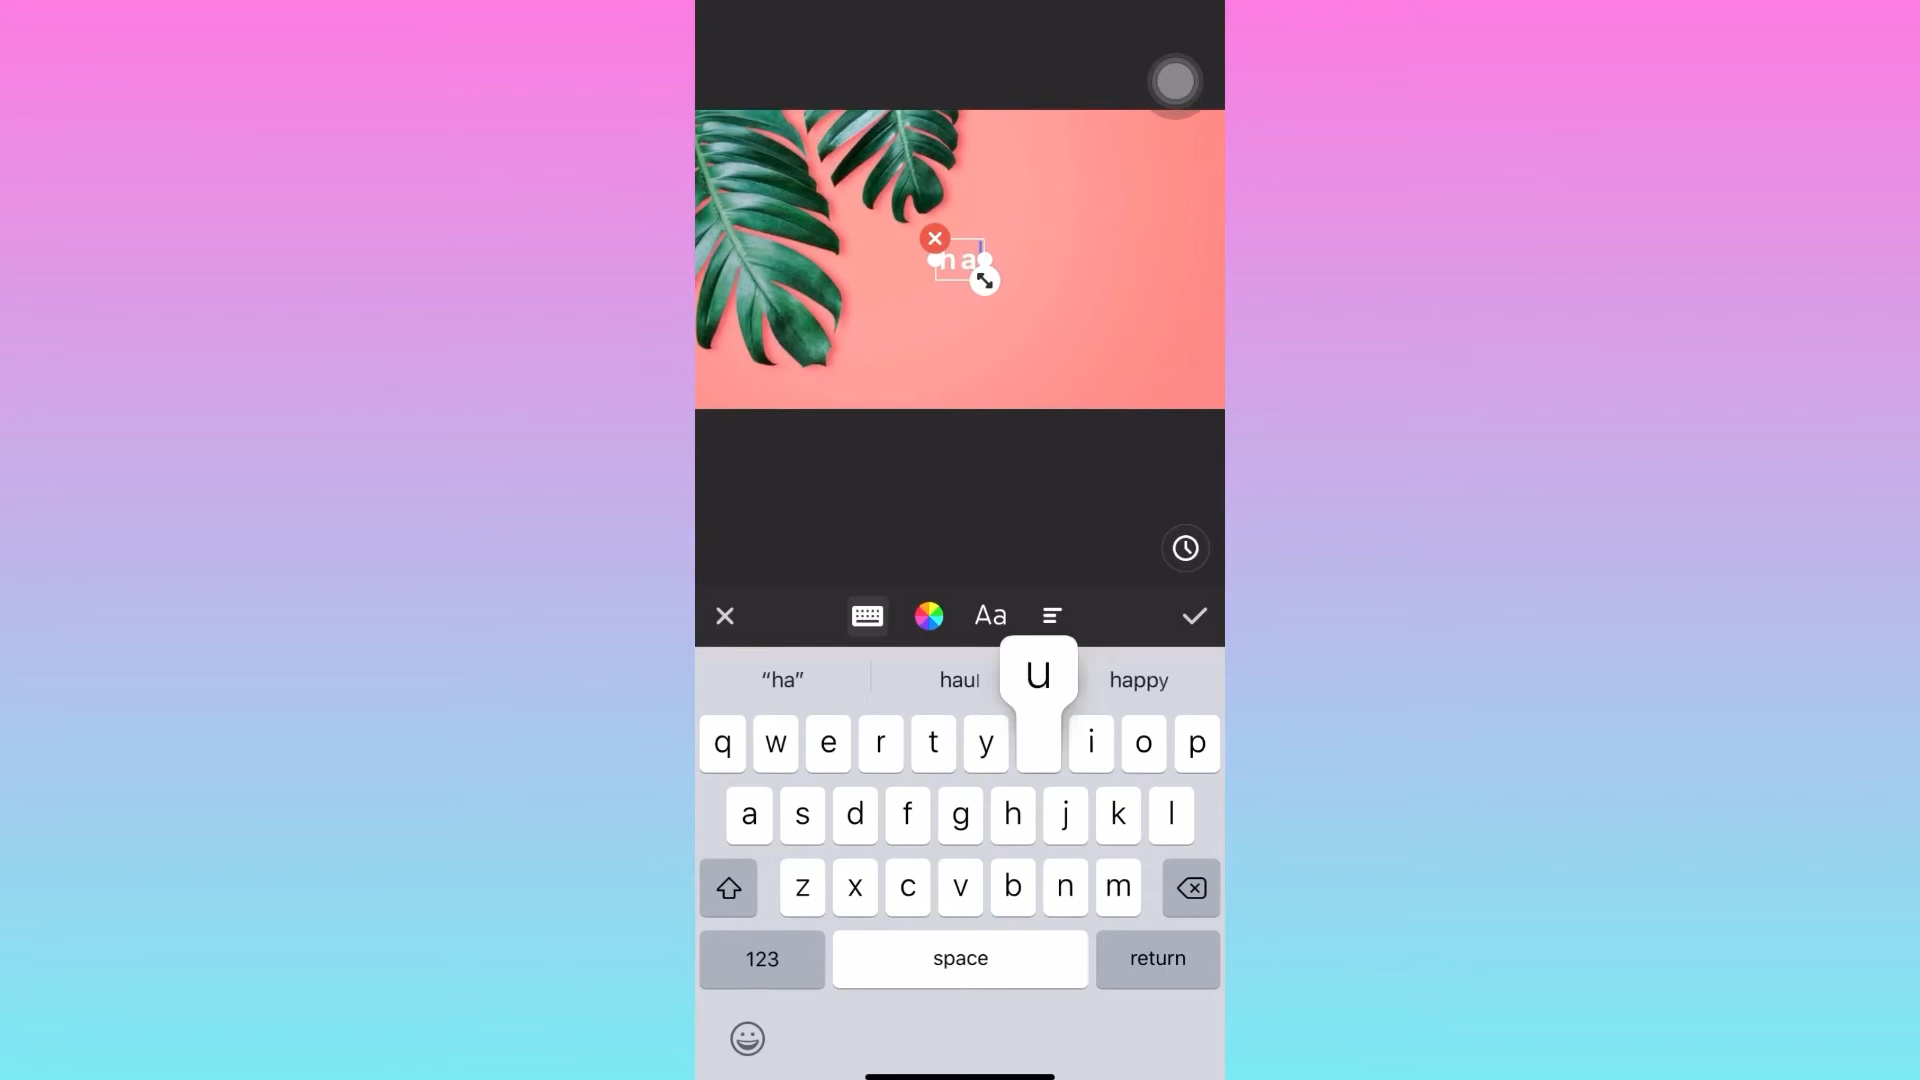 ha
Aa
“ha”
haul
happy
u
q w e r t y i o p
a s d f g h j k l
z x c v b n m
123 space return